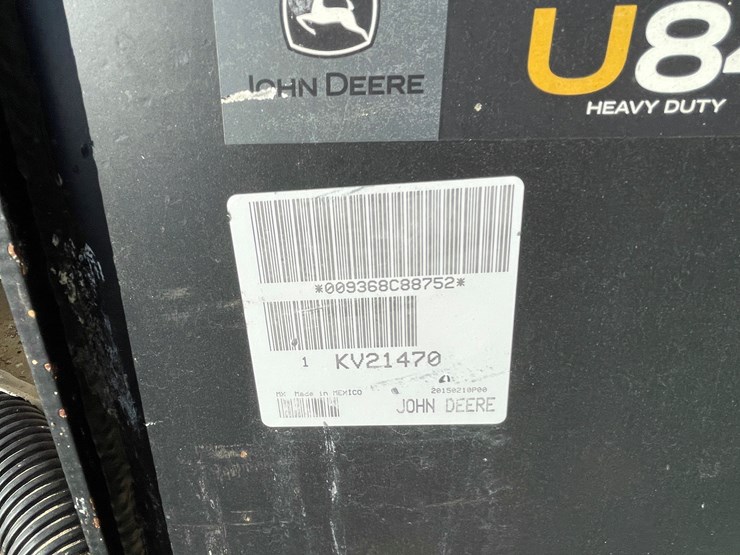 JOHN DEERE
U84
HEAVY DUTY
*009368C88752*
1 KV21470
MX Made in MEXICO
20150210P00
JOHN DEERE